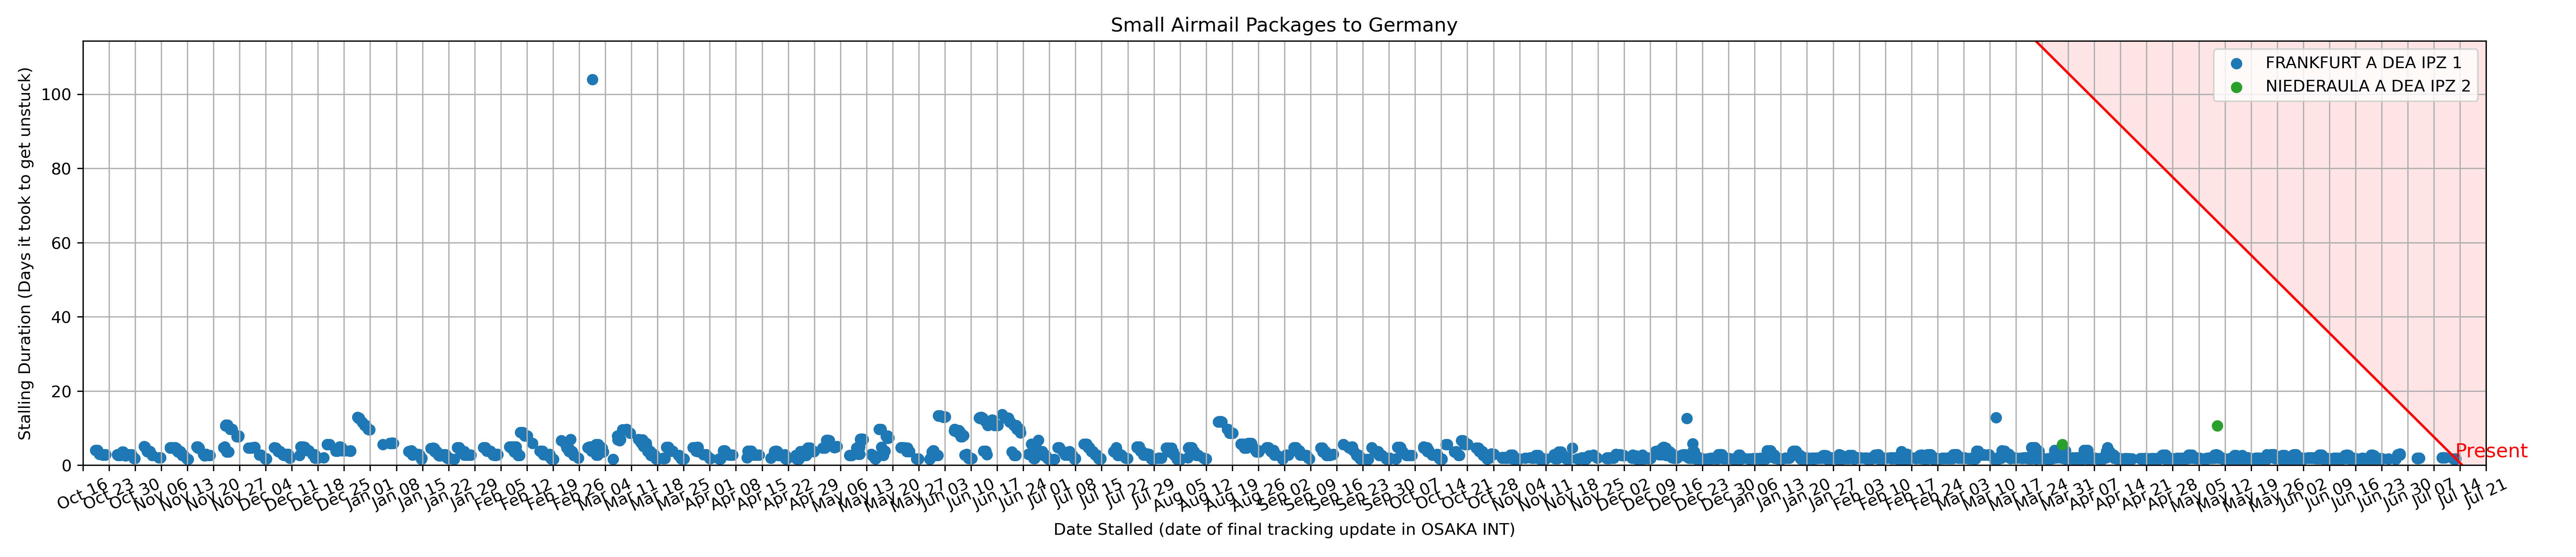 Small Airmail Packages to Germany
Stalling Duration (Days it took to get unstuck)
100
80
60
40
20
0
FRANKFURT A DEA IPZ 1
NIEDERAULA A DEA IPZ 2
Present
Oct 16
Oct 23
Oct 30
Nov 06
Nov 13
Nov 20
Nov 27
Dec 04
Dec 11
Dec 18
Dec 25
Jan 01
Jan 08
Jan 15
Jan 22
Jan 29
Feb 05
Feb 12
Feb 19
Feb 26
Mar 04
Mar 11
Mar 18
Mar 25
Apr 01
Apr 08
Apr 15
Apr 22
Apr 29
May 06
May 13
May 20
May 27
Jun 03
Jun 10
Jun 17
Jun 24
Jul 01
Jul 08
Jul 15
Jul 22
Jul 29
Aug 05
Aug 12
Aug 19
Aug 26
Sep 02
Sep 09
Sep 16
Sep 23
Sep 30
Oct 07
Oct 14
Oct 21
Oct 28
Nov 04
Nov 11
Nov 18
Nov 25
Dec 02
Dec 09
Dec 16
Dec 23
Dec 30
Jan 06
Jan 13
Jan 20
Jan 27
Feb 03
Feb 10
Feb 17
Feb 24
Mar 03
Mar 10
Mar 17
Mar 24
Mar 31
Apr 07
Apr 14
Apr 21
Apr 28
May 05
May 12
May 19
May 26
Jun 02
Jun 09
Jun 16
Jun 23
Jun 30
Jul 07
Jul 14
Jul 21
Date Stalled (date of final tracking update in OSAKA INT)